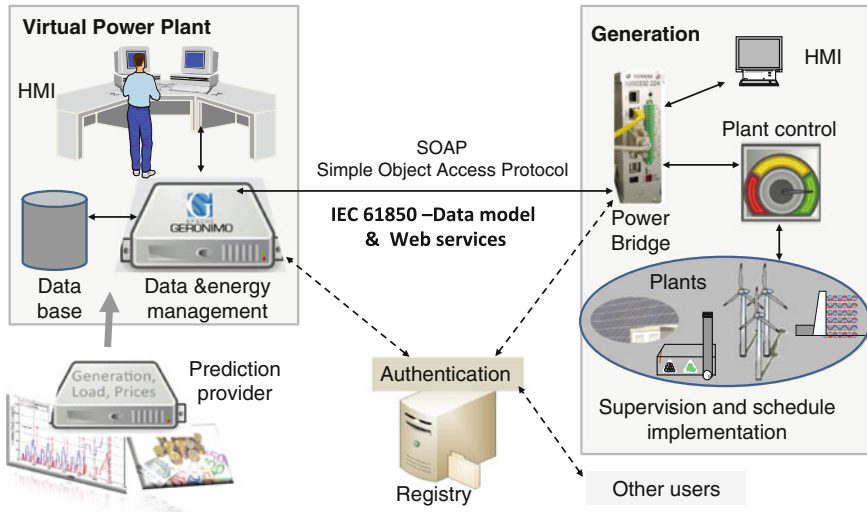 Virtual Power Plant
HMI
GERONIMO
Data
base
Data &energy
management
SOAP
Simple Object Access Protocol
IEC 61850 –Data model
& Web services
Generation
HMI
Plant control
Power
Bridge
Plants
Supervision and schedule
implementation
Prediction
provider
Generation,
Load, Prices
Authentication
Registry
Other users